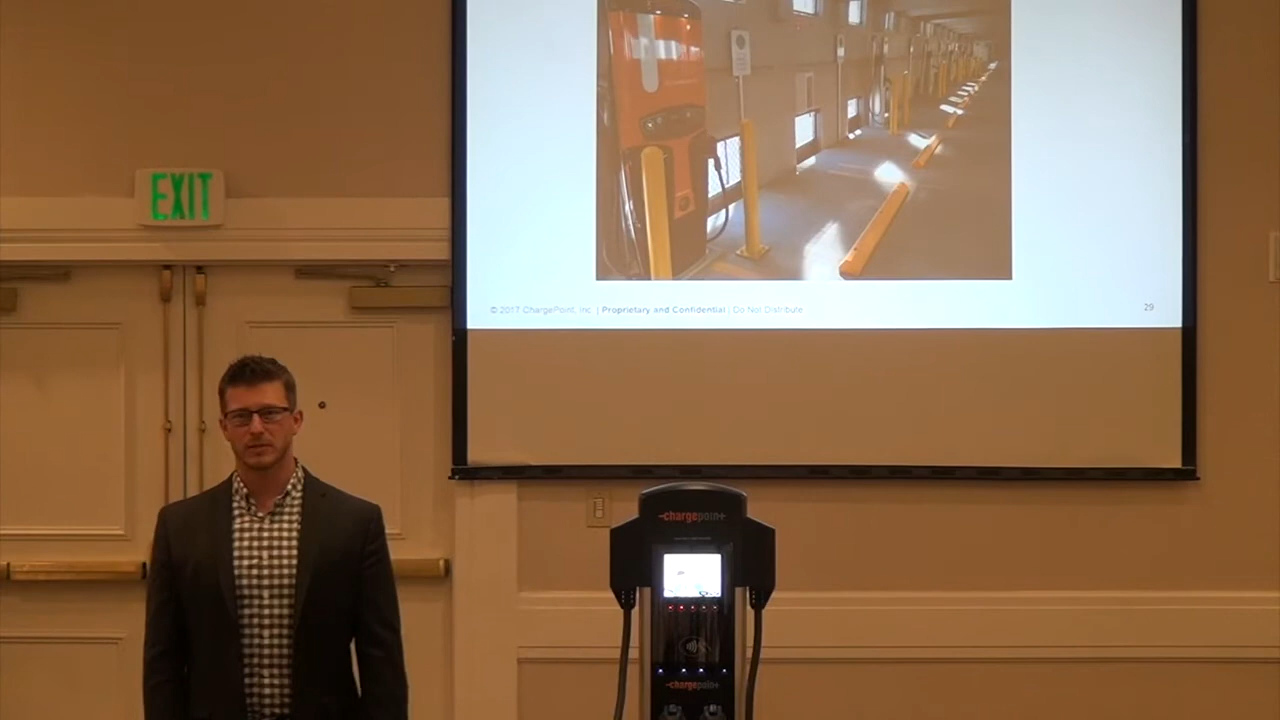 EXIT
© 2017 ChargePoint, Inc. | Proprietary and Confidential | Do Not Distribute
29
-chargepoin+
-chargepoin+